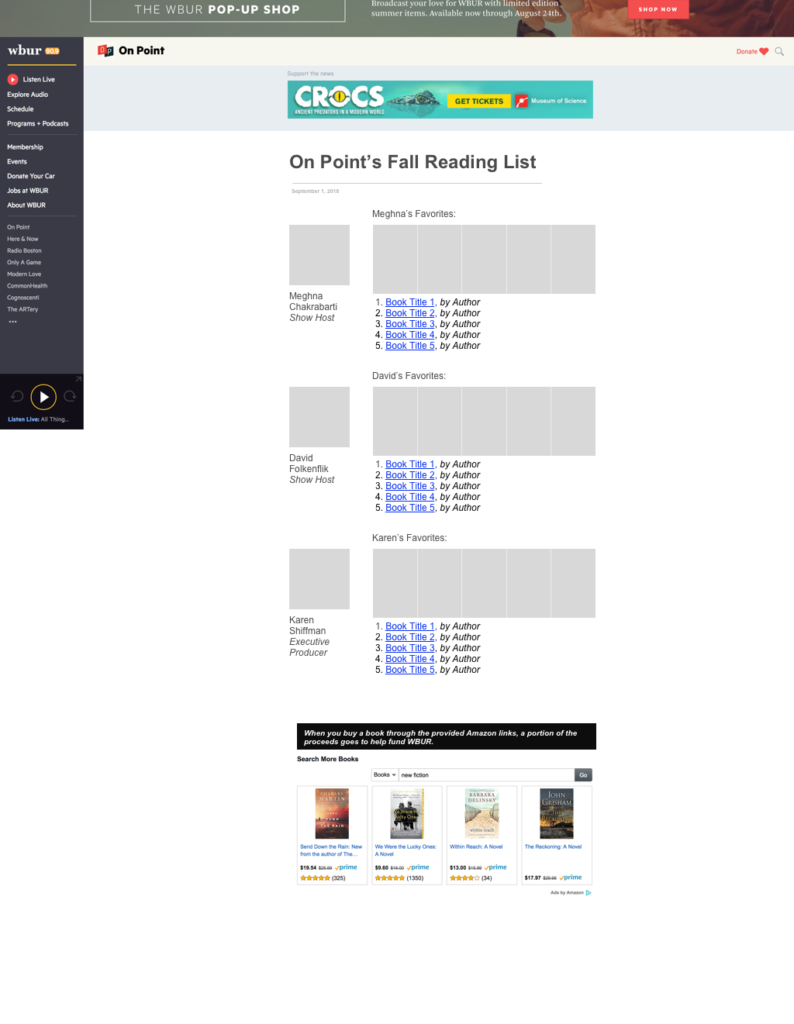 THE WBUR POP-UP SHOP
Broadcast your love for WBUR with limited edition
summer items. Available now through August 24th.
SHOP NOW
wbur 90.9
OP On Point
Donate
Listen Live
Explore Audio
Schedule
Programs + Podcasts
Membership
Events
Donate Your Car
Jobs at WBUR
About WBUR
On Point
Here & Now
Radio Boston
Only A Game
Modern Love
CommonHealth
Cognoscenti
The ARTery
•••
Listen Live: All Thing...
Support the news
CROCS
ANCIENT PREDATORS IN A MODERN WORLD
GET TICKETS
Museum of Science.
On Point's Fall Reading List
September 1, 2018
Meghna's Favorites:
Meghna
Chakrabarti
Show Host
1. Book Title 1, by Author
2. Book Title 2, by Author
3. Book Title 3, by Author
4. Book Title 4, by Author
5. Book Title 5, by Author
David's Favorites:
David
Folkenflik
Show Host
1. Book Title 1, by Author
2. Book Title 2, by Author
3. Book Title 3, by Author
4. Book Title 4, by Author
5. Book Title 5, by Author
Karen's Favorites:
Karen
Shiffman
Executive
Producer
1. Book Title 1, by Author
2. Book Title 2, by Author
3. Book Title 3, by Author
4. Book Title 4, by Author
5. Book Title 5, by Author
When you buy a book through the provided Amazon links, a portion of the
proceeds goes to help fund WBUR.
Search More Books
Books new fiction Go
CHARLES MARTIN
SEND DOWN THE RAIN
Send Down the Rain: New
from the author of The...
$19.54 $25.99 prime
(325)
We Were the Lucky Ones:
A Novel
$9.60 $16.00 prime
(1350)
BARBARA
DELINSKY
within reach
Within Reach: A Novel
$13.00 prime
(34)
JOHN
GRISHAM
The Reckoning: A Novel
$17.97 prime
Ads by Amazon